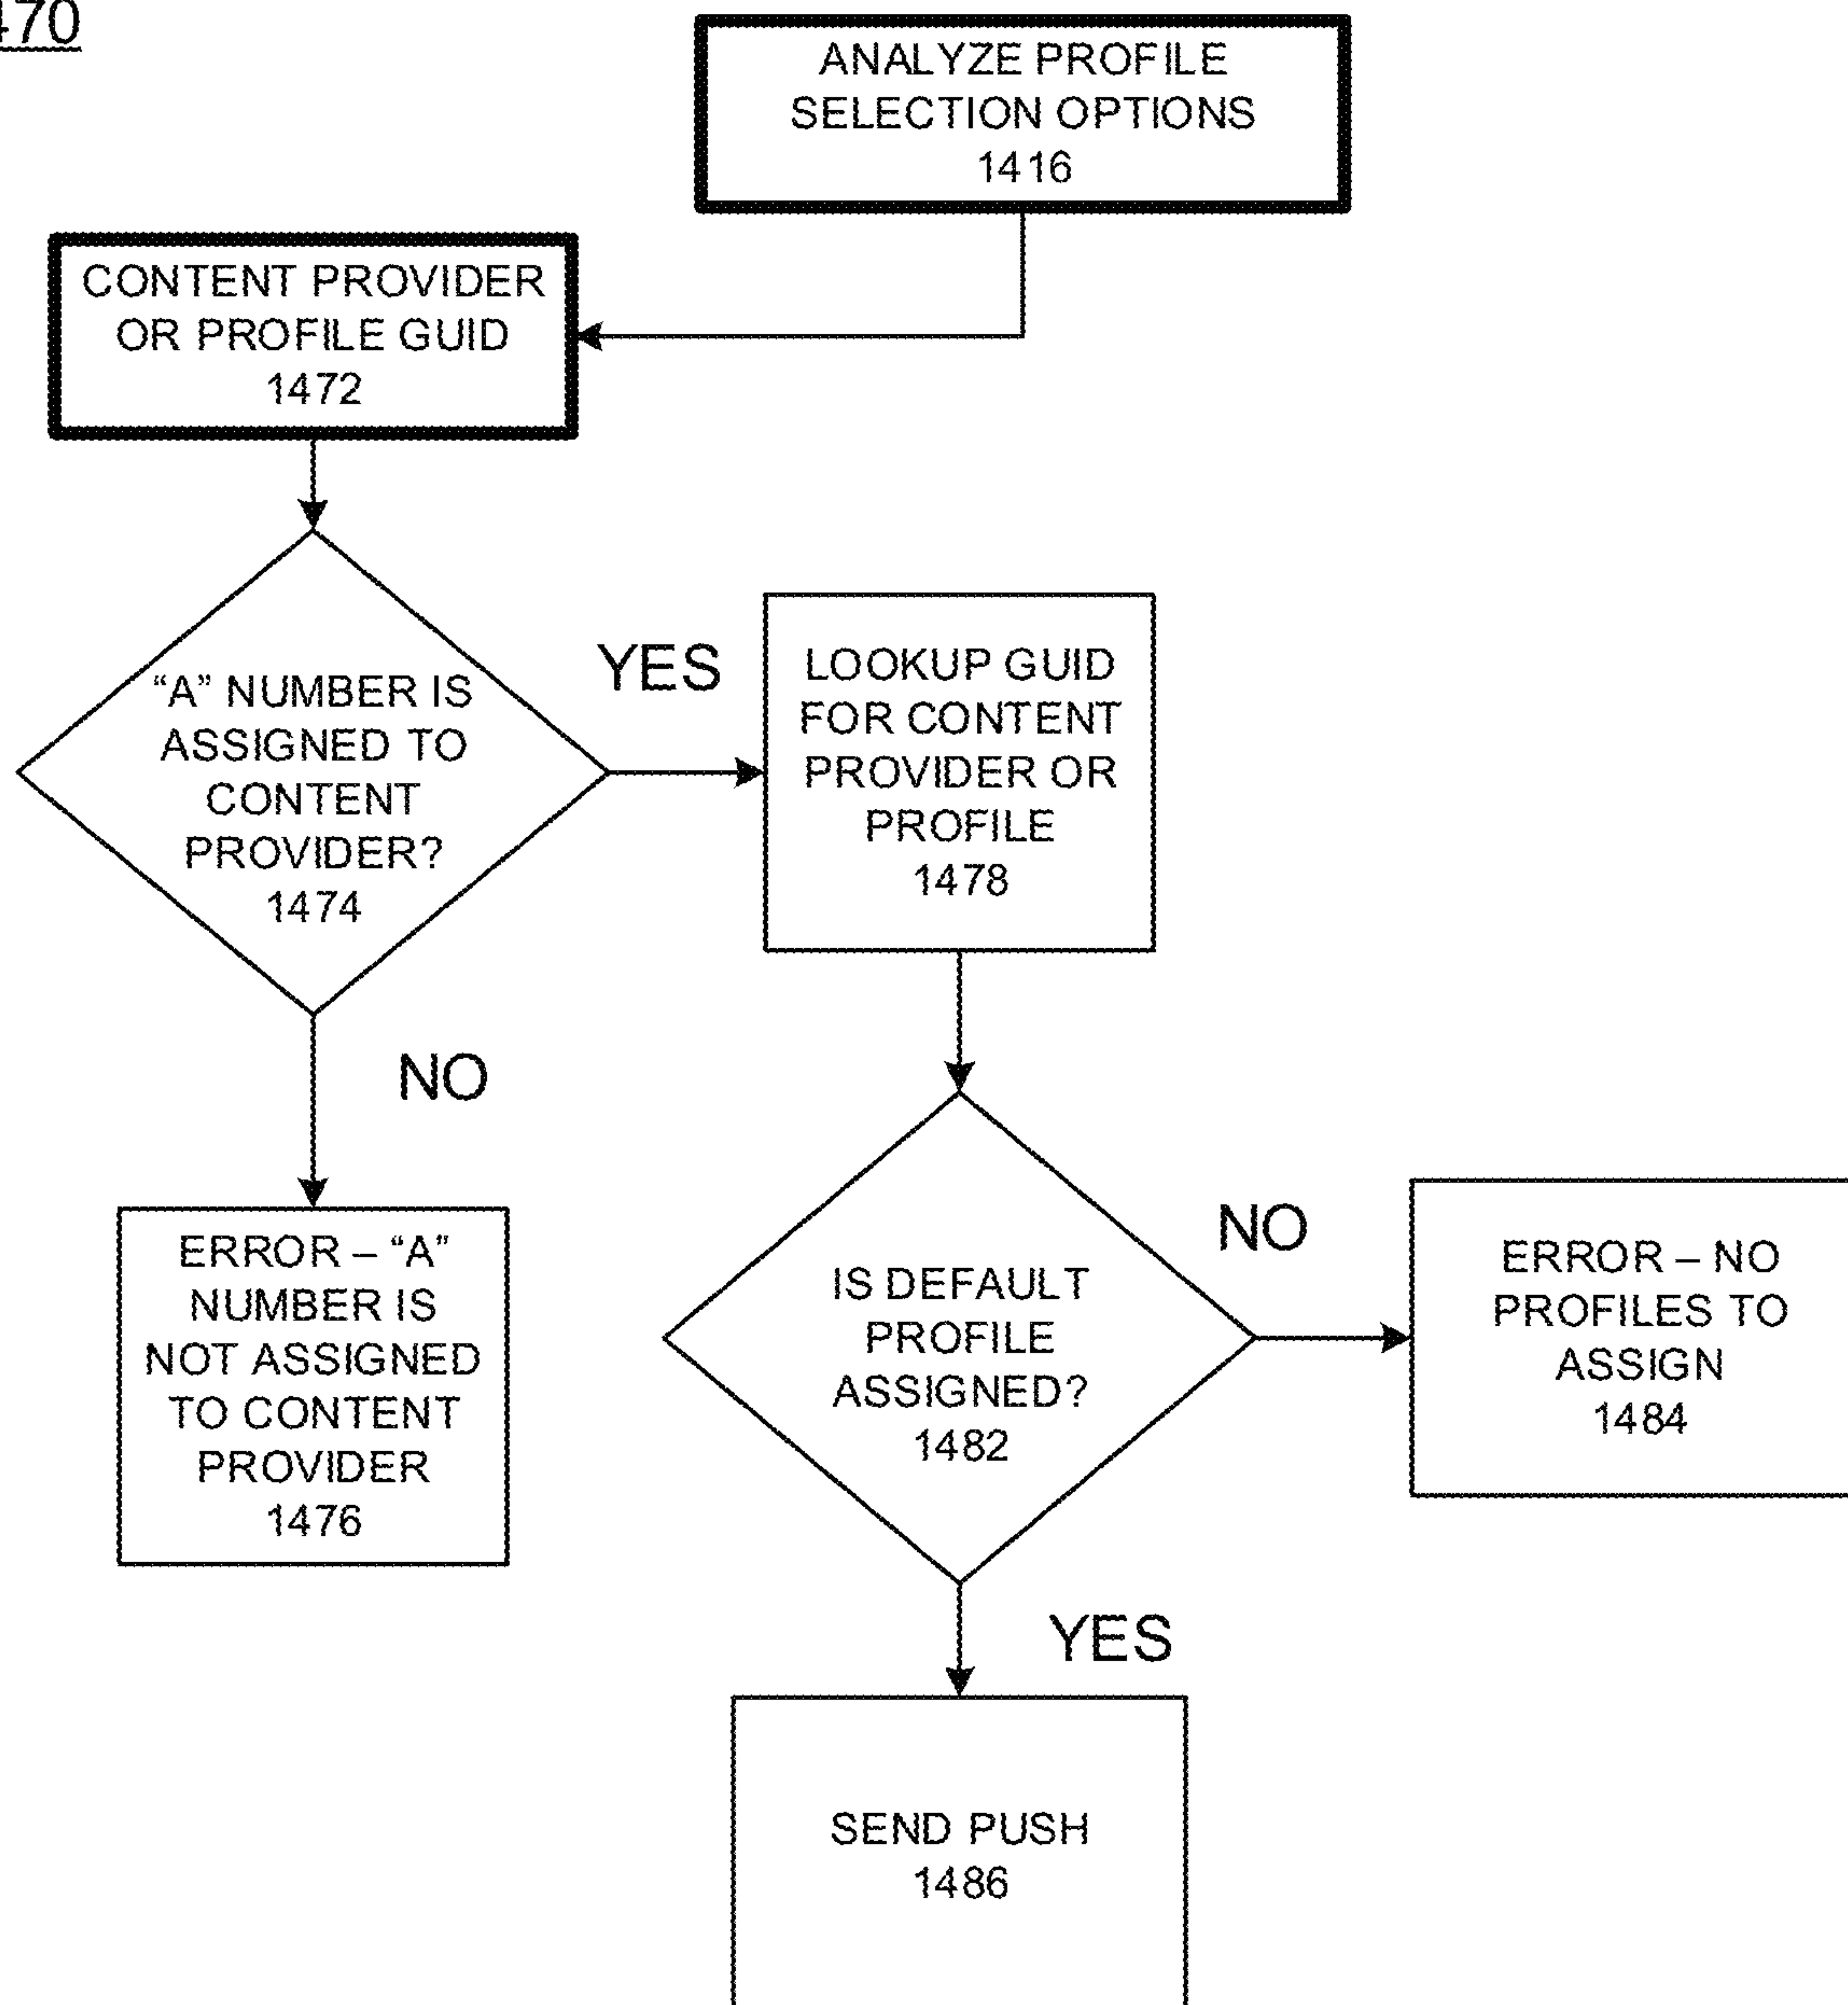 470
ANALYZE PROFILE
SELECTION OPTIONS
1416
CONTENT PROVIDER
OR PROFILE GUID
1472
“A” NUMBER IS
ASSIGNED TO
CONTENT
PROVIDER?
1474
YES
LOOKUP GUID
FOR CONTENT
PROVIDER OR
PROFILE
1478
NO
ERROR – “A”
NUMBER IS
NOT ASSIGNED
TO CONTENT
PROVIDER
1476
IS DEFAULT
PROFILE
ASSIGNED?
1482
NO
ERROR – NO
PROFILES TO
ASSIGN
1484
YES
SEND PUSH
1486